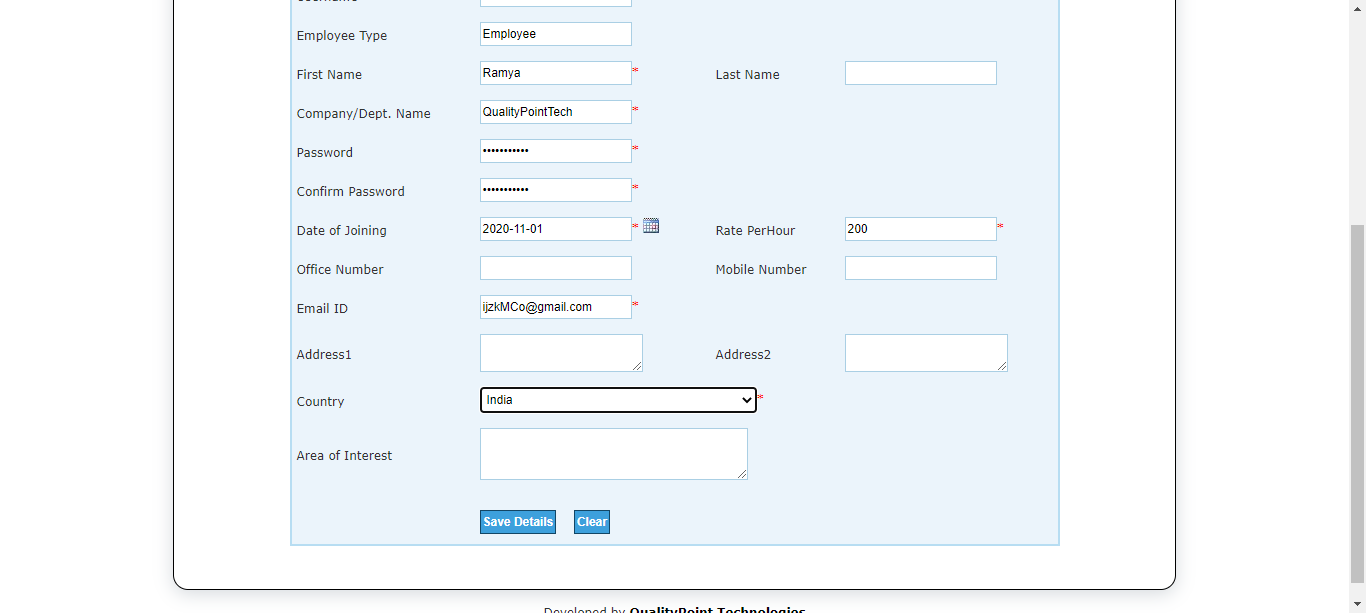 Username
Employee Type Employee
First Name Ramya * Last Name
Company/Dept. Name QualityPointTech *
Password ••••••••••• *
Confirm Password ••••••••••• *
Date of Joining 2020-11-01 * Rate PerHour 200 *
Office Number Mobile Number
Email ID ijzkMCo@gmail.com *
Address1 Address2
Country India *
Area of Interest
Save Details Clear
Developed by QualityPoint Technologies